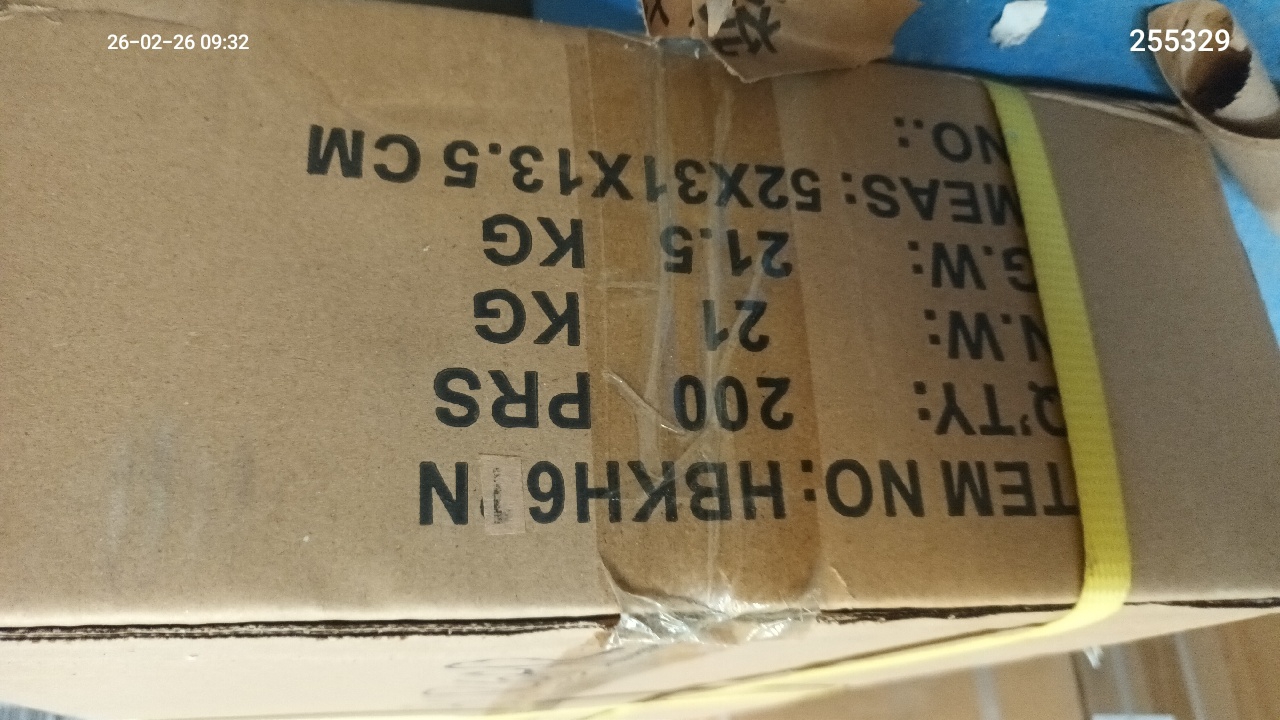 26-02-26 09:32
255329
TEM NO: HBKH6 N
Q'TY: 200 PRS
N.W: 21 KG
G.W: 21.5 KG
MEAS: 52X31X13.5 CM
NO.: